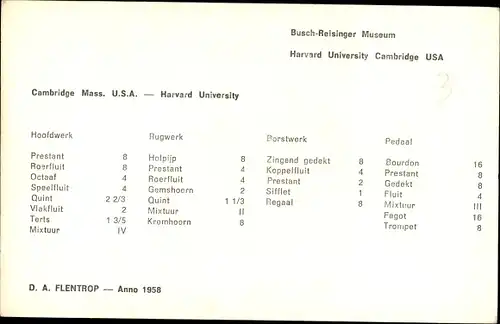 Busch-Reisinger Museum
Harvard University Cambridge USA
3
Cambridge Mass. U.S.A. — Harvard University
Hoofdwerk
Prestant 8
Roerfluit 8
Octaaf 4
Speelfluit 4
Quint 2 2/3
Vlakfluit 2
Terts 1 3/5
Mixtuur IV
Rugwerk
Holpijp 8
Prestant 4
Roerfluit 4
Gemshoorn 2
Quint 1 1/3
Mixtuur II
Kromhoorn 8
Borstwerk
Zingend gedekt 8
Koppelfluit 4
Prestant 2
Sifflet 1
Regaal 8
Pedaal
Bourdon 16
Prestant 8
Gedekt 8
Fluit 4
Mixtuur III
Fagot 16
Trompet 8
D. A. FLENTROP — Anno 1958